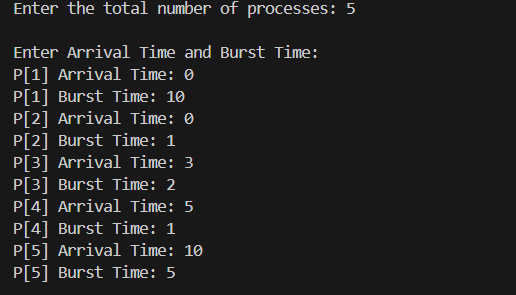 Enter the total number of processes: 5
Enter Arrival Time and Burst Time:
P[1] Arrival Time: 0
P[1] Burst Time: 10
P[2] Arrival Time: 0
P[2] Burst Time: 1
P[3] Arrival Time: 3
P[3] Burst Time: 2
P[4] Arrival Time: 5
P[4] Burst Time: 1
P[5] Arrival Time: 10
P[5] Burst Time: 5